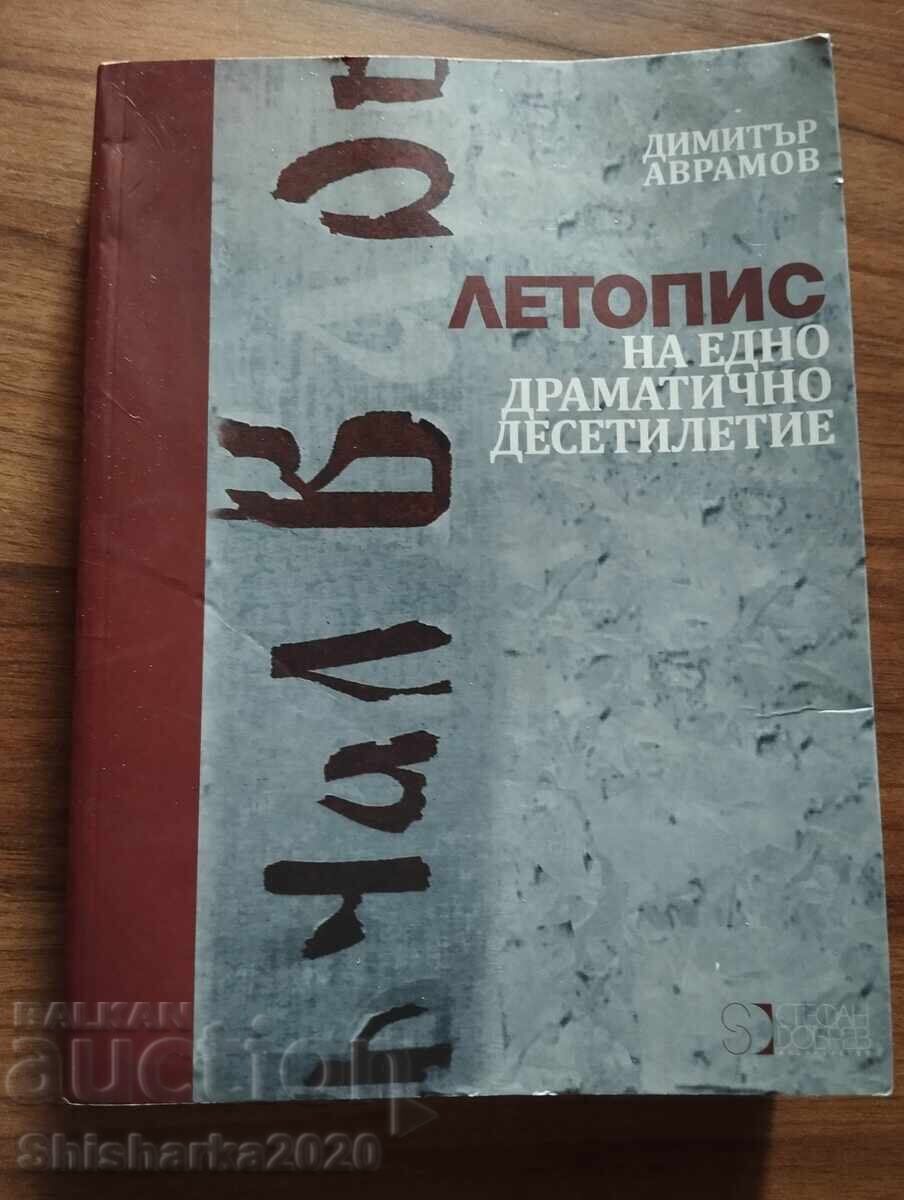 ДИМИТЪР
АВРАМОВ
ЛЕТОПИС
НА ЕДНО
ДРАМАТИЧНО
ДЕСЕТИЛЕТИЕ
СТЕФАН
ДОБРЕВ
BALKAN
auction
Shisharka2020